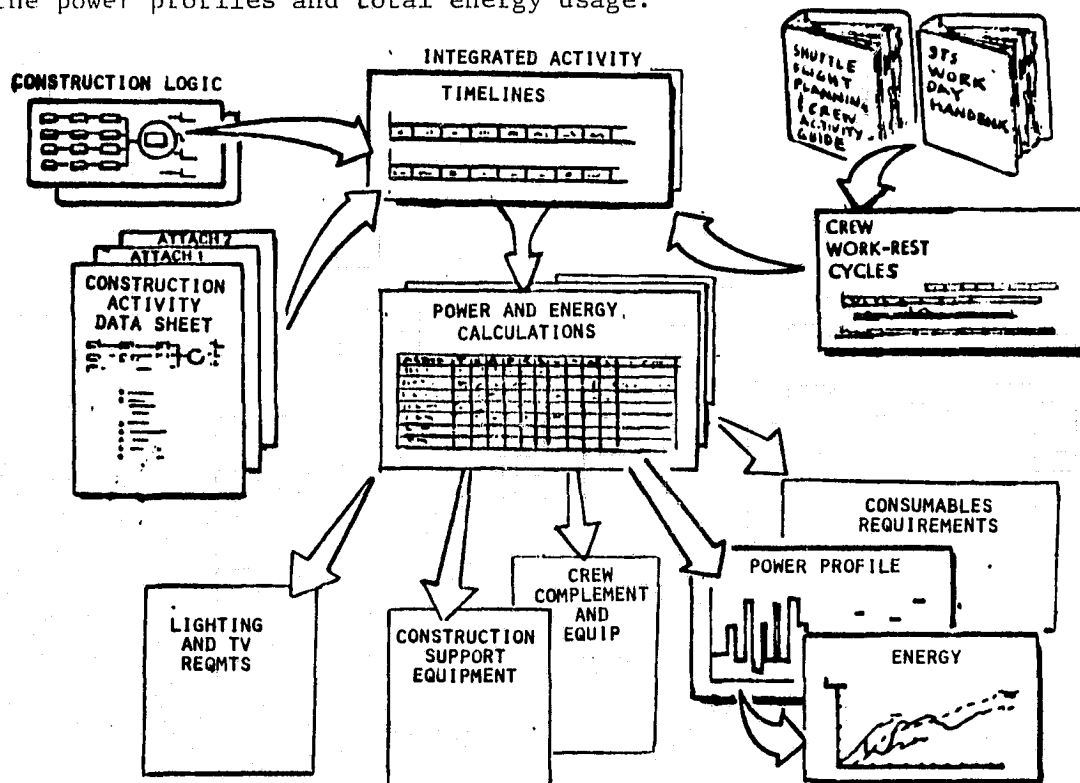 the power profiles and total energy usage.
CONSTRUCTION LOGIC
INTEGRATED ACTIVITY
TIMELINES
SHUTTLE
FLIGHT
PLANNING
& CREW
ACTIVITY
GUIDE
STS
WORK
DAY
HANDBOOK
CREW
WORK-REST
CYCLES
ATTACH 2
ATTACH 1
CONSTRUCTION
ACTIVITY
DATA SHEET
POWER AND ENERGY
CALCULATIONS
CONSUMABLES
REQUIREMENTS
POWER PROFILE
ENERGY
CREW
COMPLEMENT
AND
EQUIP
LIGHTING
AND TV
REQMTS
CONSTRUCTION
SUPPORT
EQUIPMENT